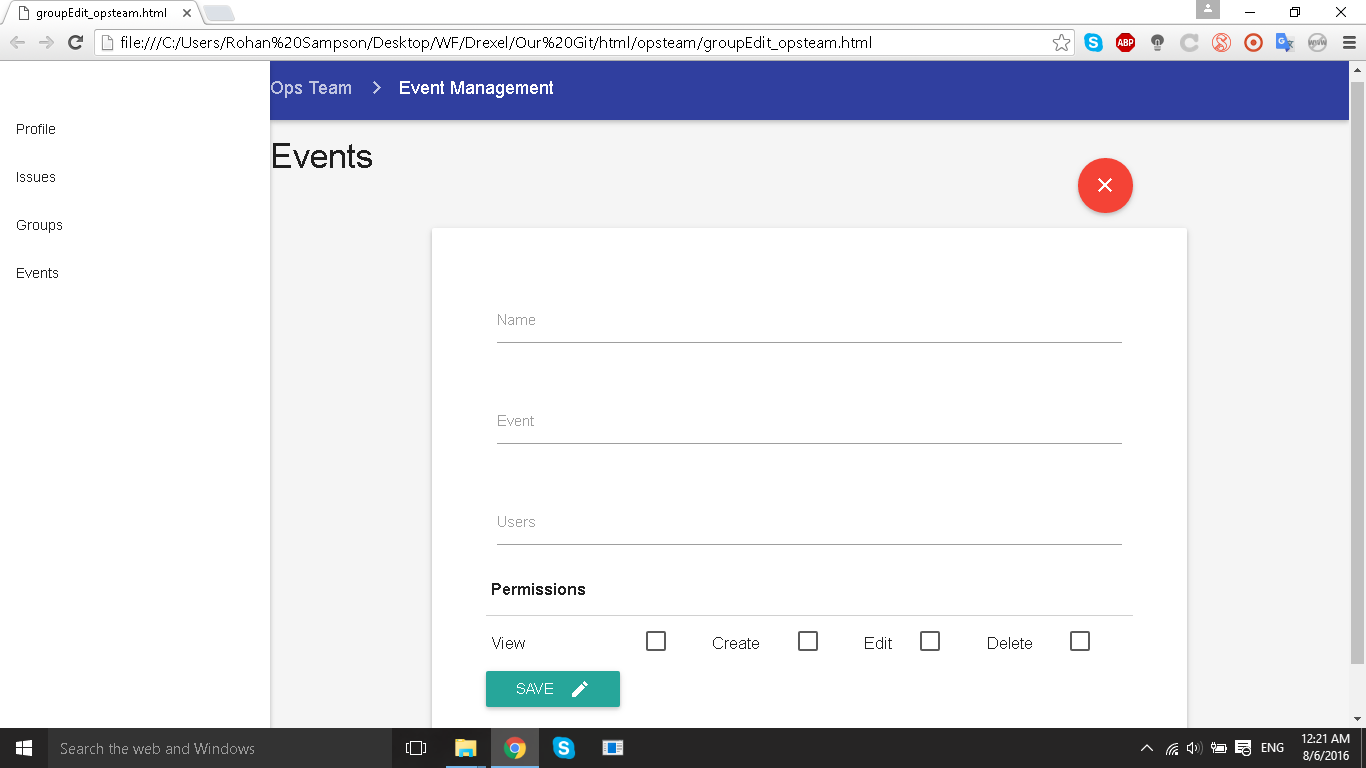 groupEdit_opsteam.html
file:///C:/Users/Rohan%20Sampson/Desktop/WF/Drexel/Our%20Git/html/opsteam/groupEdit_opsteam.html
ABP
Ops Team Event Management
Profile
Issues
Groups
Events
Events
Name
Event
Users
Permissions
View Create Edit Delete
SAVE
Search the web and Windows
ENG
12:21 AM
8/6/2016